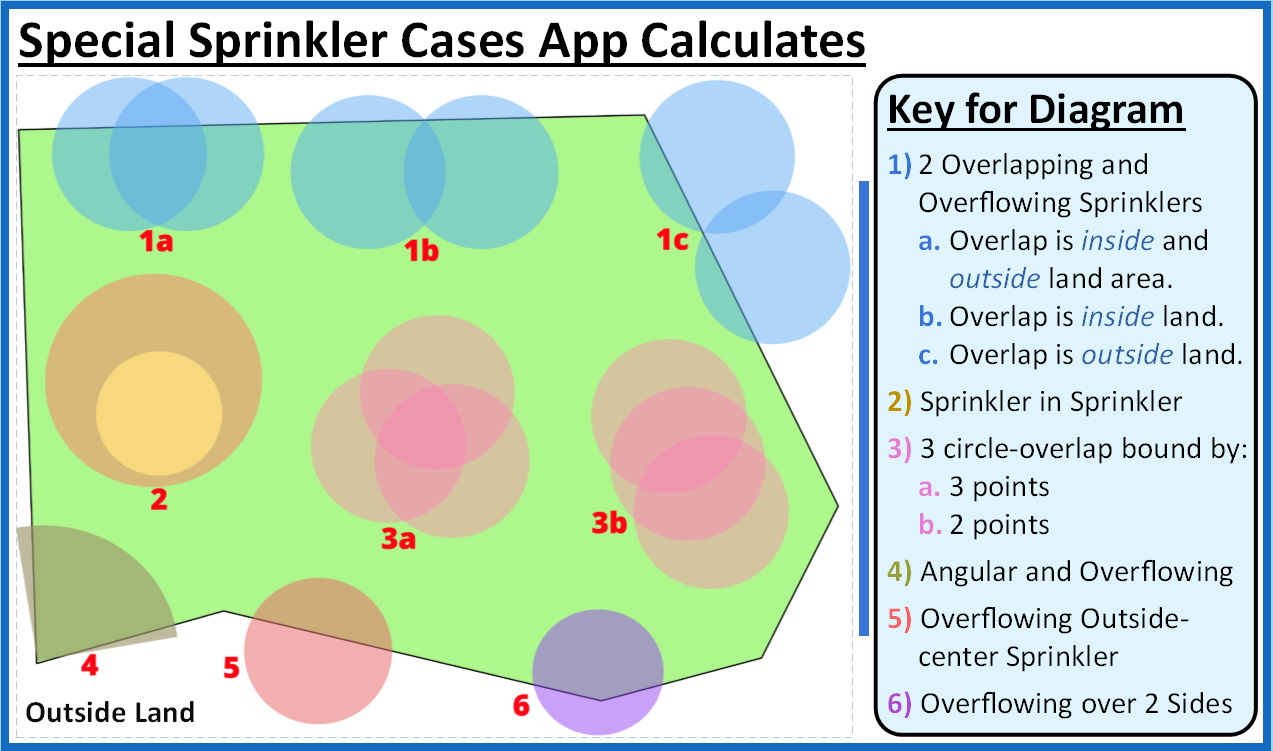 Special Sprinkler Cases App Calculates
1a
1b
1c
2
3a
3b
4
5
6
Outside Land
Key for Diagram
1) 2 Overlapping and
Overflowing Sprinklers
a. Overlap is inside and
outside land area.
b. Overlap is inside land.
c. Overlap is outside land.
2) Sprinkler in Sprinkler
3) 3 circle-overlap bound by:
a. 3 points
b. 2 points
4) Angular and Overflowing
5) Overflowing Outside-
center Sprinkler
6) Overflowing over 2 Sides